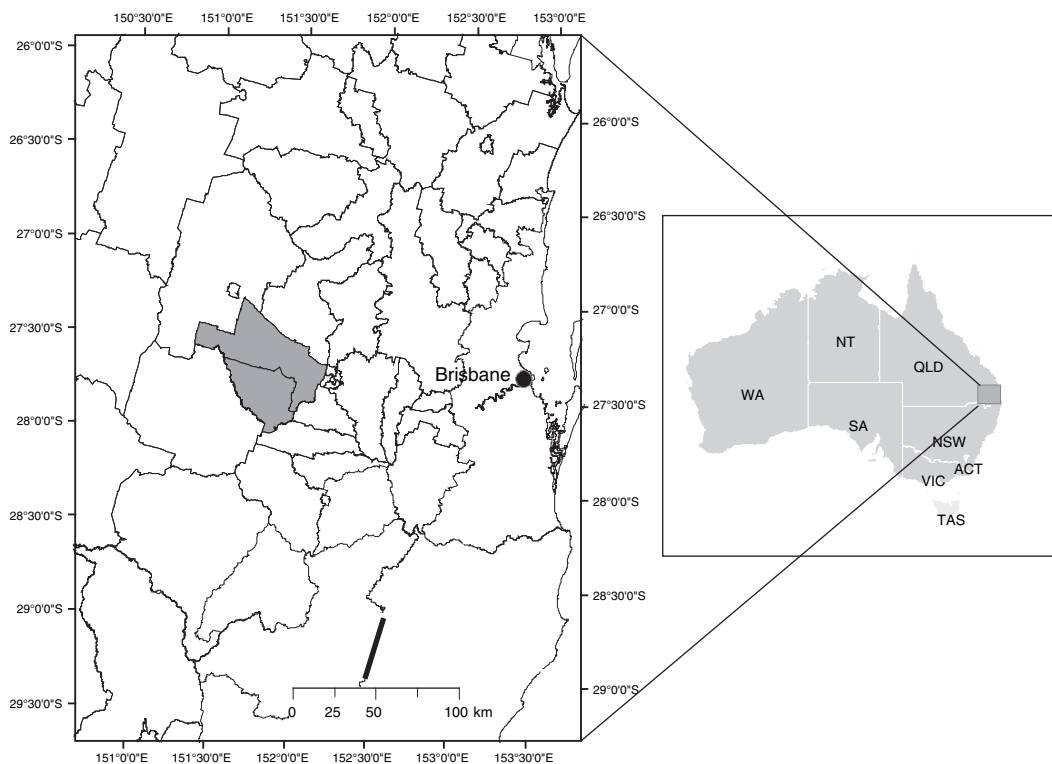 150°30'0"E 151°0'0"E 151°30'0"E 152°0'0"E 152°30'0"E 153°0'0"E
26°0'0"S
26°0'0"S
26°30'0"S
26°30'0"S
27°0'0"S
27°0'0"S
27°30'0"S
NT
QLD
Brisbane
WA
27°30'0"S
28°0'0"S
SA
NSW
ACT
VIC
28°0'0"S
28°30'0"S
TAS
28°30'0"S
29°0'0"S
29°0'0"S
29°30'0"S
0 25 50 100 km
151°0'0"E 151°30'0"E 152°0'0"E 152°30'0"E 153°0'0"E 153°30'0"E